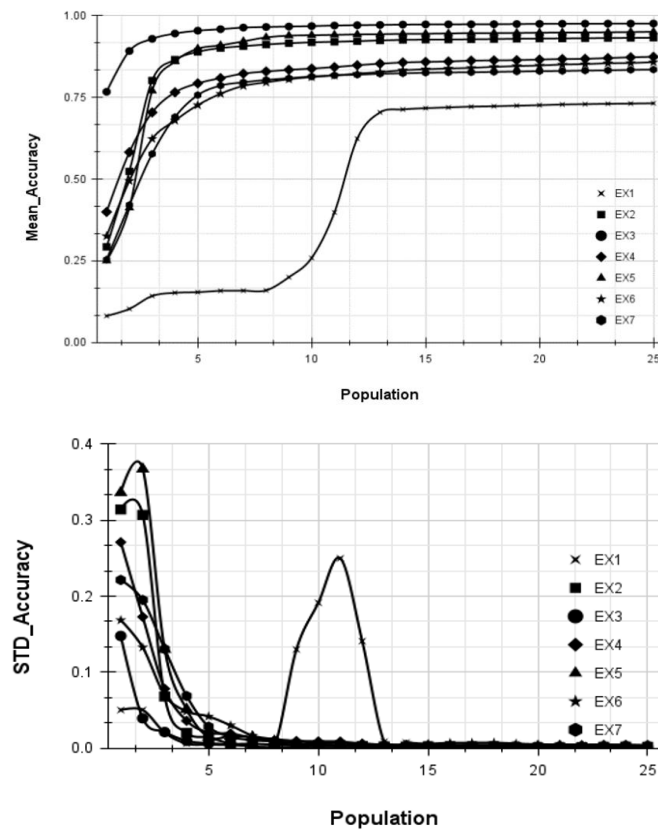 1.00
0.75
0.50
0.25
0.00
Mean_Accuracy
EX1
EX2
EX3
EX4
EX5
EX6
EX7
5
10
15
20
25
Population
0.4
0.3
0.2
0.1
0.0
STD_Accuracy
EX1
EX2
EX3
EX4
EX5
EX6
EX7
5
10
15
20
25
Population